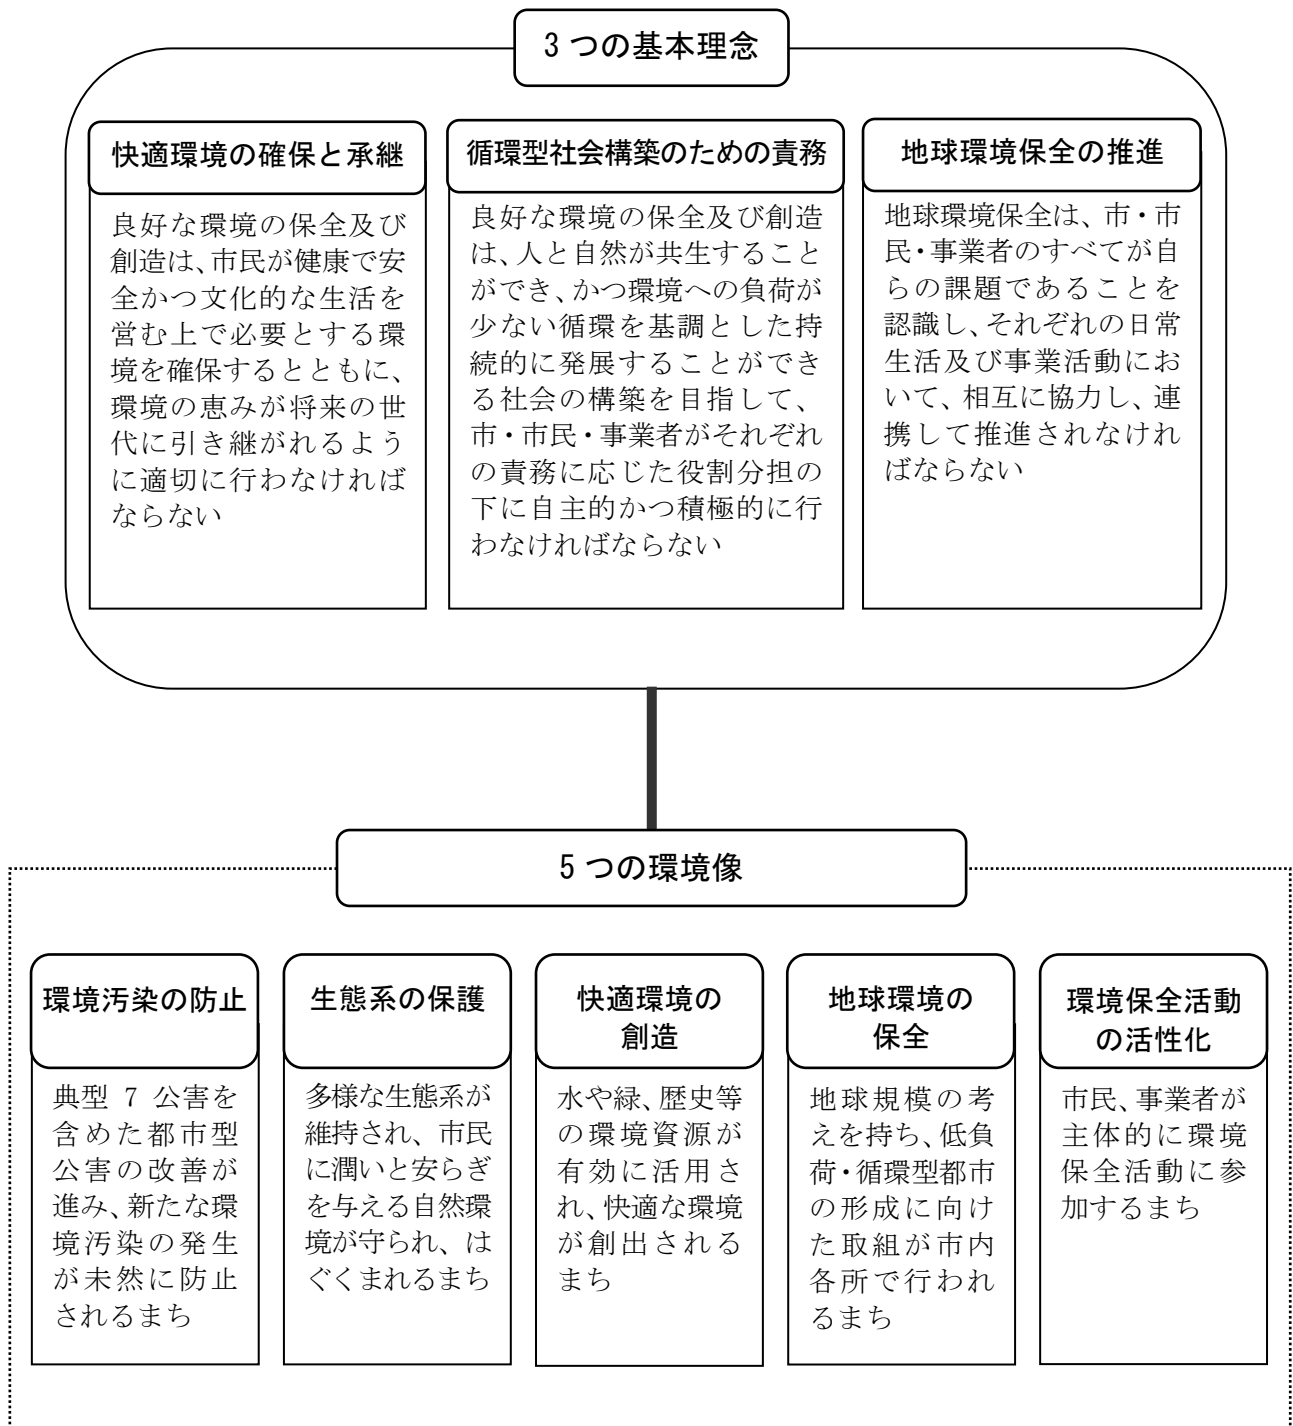 3 つの基本理念
快適環境の確保と承継
良好な環境の保全及び
創造は、市民が健康で安
全かつ文化的な生活を
営む上で必要とする環
境を確保するとともに、
環境の恵みが将来の世
代に引き継がれるよう
に適切に行わなければ
ならない
循環型社会構築のための責務
良好な環境の保全及び創造
は、人と自然が共生すること
ができ、かつ環境への負荷が
少ない循環を基調とした持
続的に発展することができ
る社会の構築を目指して、
市・市民・事業者がそれぞれ
の責務に応じた役割分担の
下に自主的かつ積極的に行
わなければならない
地球環境保全の推進
地球環境保全は、市・市
民・事業者のすべてが自
らの課題であることを
認識し、それぞれの日常
生活及び事業活動にお
いて、相互に協力し、連
携して推進されなけれ
ばならない
5 つの環境像
環境汚染の防止
典型 7 公害を
含めた都市型
公害の改善が
進み、新たな環
境汚染の発生
が未然に防止
されるまち
生態系の保護
多様な生態系が
維持され、市民
に潤いと安らぎ
を与える自然環
境が守られ、は
ぐくまれるまち
快適環境の
創造
水や緑、歴史等
の環境資源が
有効に活用さ
れ、快適な環境
が創出される
まち
地球環境の
保全
地球規模の考
えを持ち、低負
荷・循環型都市
の形成に向け
た取組が市内
各所で行われ
るまち
環境保全活動
の活性化
市民、事業者が
主体的に環境
保全活動に参
加するまち